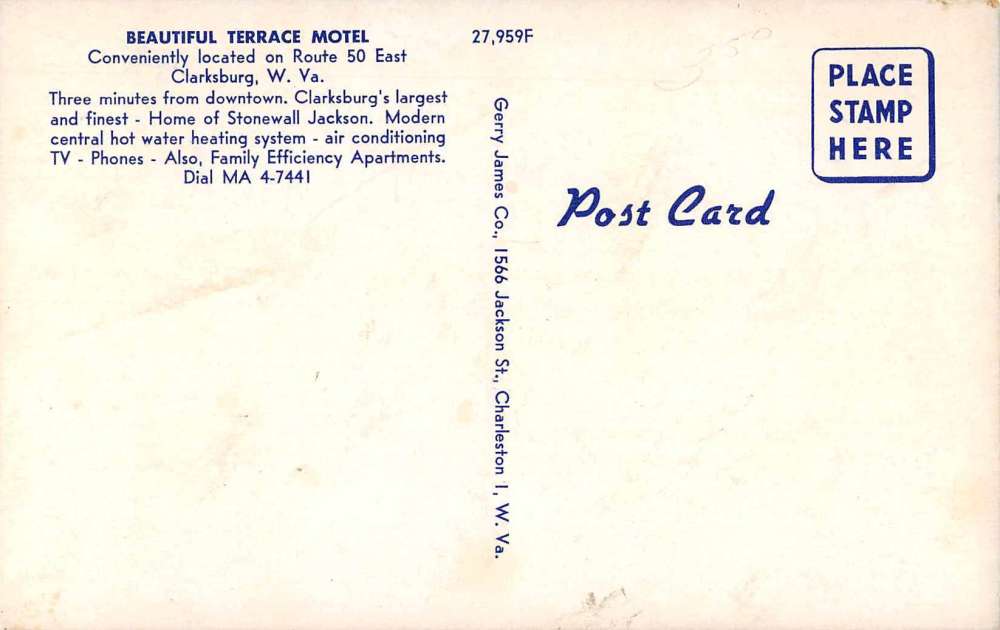 BEAUTIFUL TERRACE MOTEL
Conveniently located on Route 50 East
Clarksburg, W. Va.
Three minutes from downtown. Clarksburg's largest
and finest - Home of Stonewall Jackson. Modern
central hot water heating system - air conditioning
TV - Phones - Also, Family Efficiency Apartments.
Dial MA 4-7441
27,959F
Gerry James Co., 1566 Jackson St., Charleston 1, W. Va.
350
PLACE
STAMP
HERE
Post Card